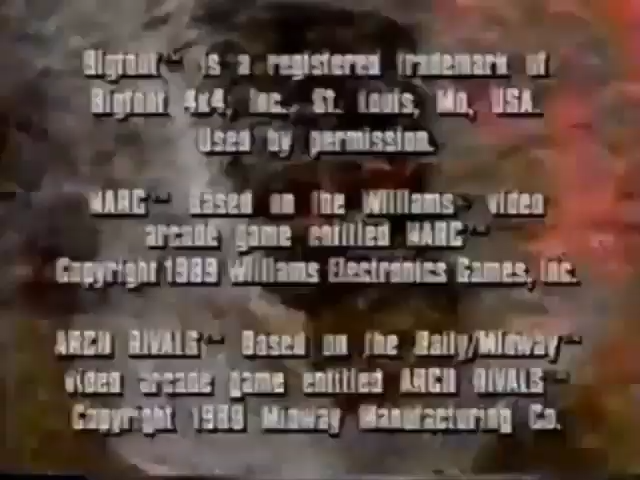 Bigfoot™ is a registered trademark of
Bigfoot 4x4, Inc., St. Louis, Mo, USA.
Used by permission.
NARC™ Based on the Williams™ video
arcade game entitled NARC™
Copyright 1989 Williams Electronics Games, Inc.
ARCH RIVALS™ Based on the Bally/Midway™
video arcade game entitled ARCH RIVALS™
Copyright 1989 Midway Manufacturing Co.